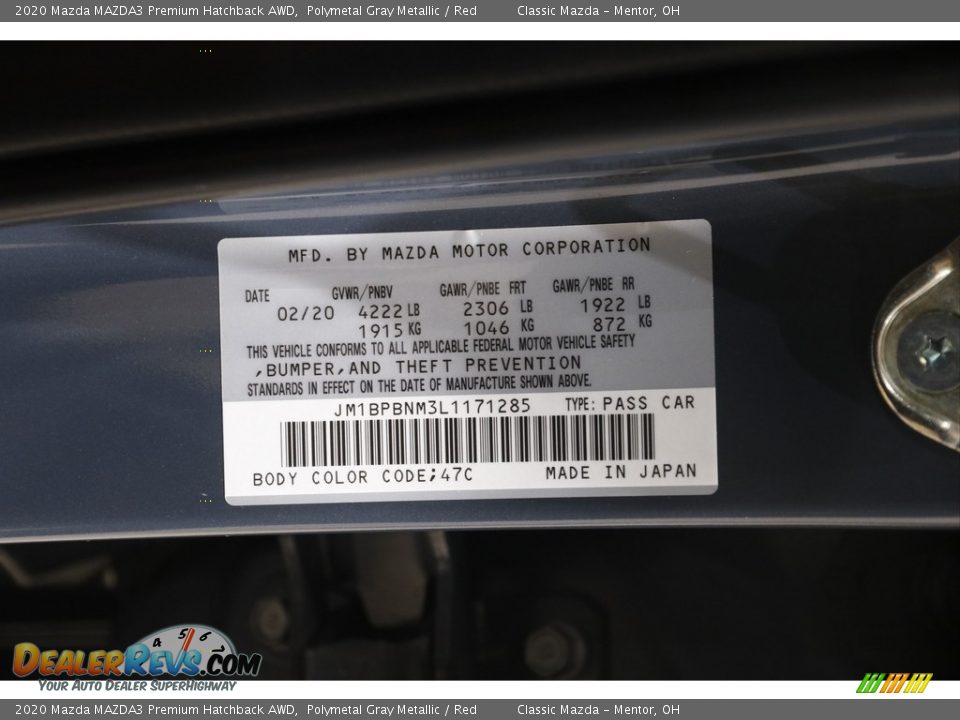 2020 Mazda MAZDA3 Premium Hatchback AWD,  Polymetal Gray Metallic / Red  Classic Mazda – Mentor, OH
MFD. BY MAZDA MOTOR CORPORATION
DATE GVWR/PNBV GAWR/PNBE FRT GAWR/PNBE RR
02/20 4222 LB 2306 LB 1922 LB
1915 KG 1046 KG 872 KG
THIS VEHICLE CONFORMS TO ALL APPLICABLE FEDERAL MOTOR VEHICLE SAFETY
,BUMPER,AND THEFT PREVENTION
STANDARDS IN EFFECT ON THE DATE OF MANUFACTURE SHOWN ABOVE.
JM1BPBNM3L1171285 TYPE: PASS CAR
BODY COLOR CODE;47C MADE IN JAPAN
4 5 6
DEALERREVS.COM
YOUR AUTO DEALER SUPERHIGHWAY
2020 Mazda MAZDA3 Premium Hatchback AWD,  Polymetal Gray Metallic / Red  Classic Mazda – Mentor, OH